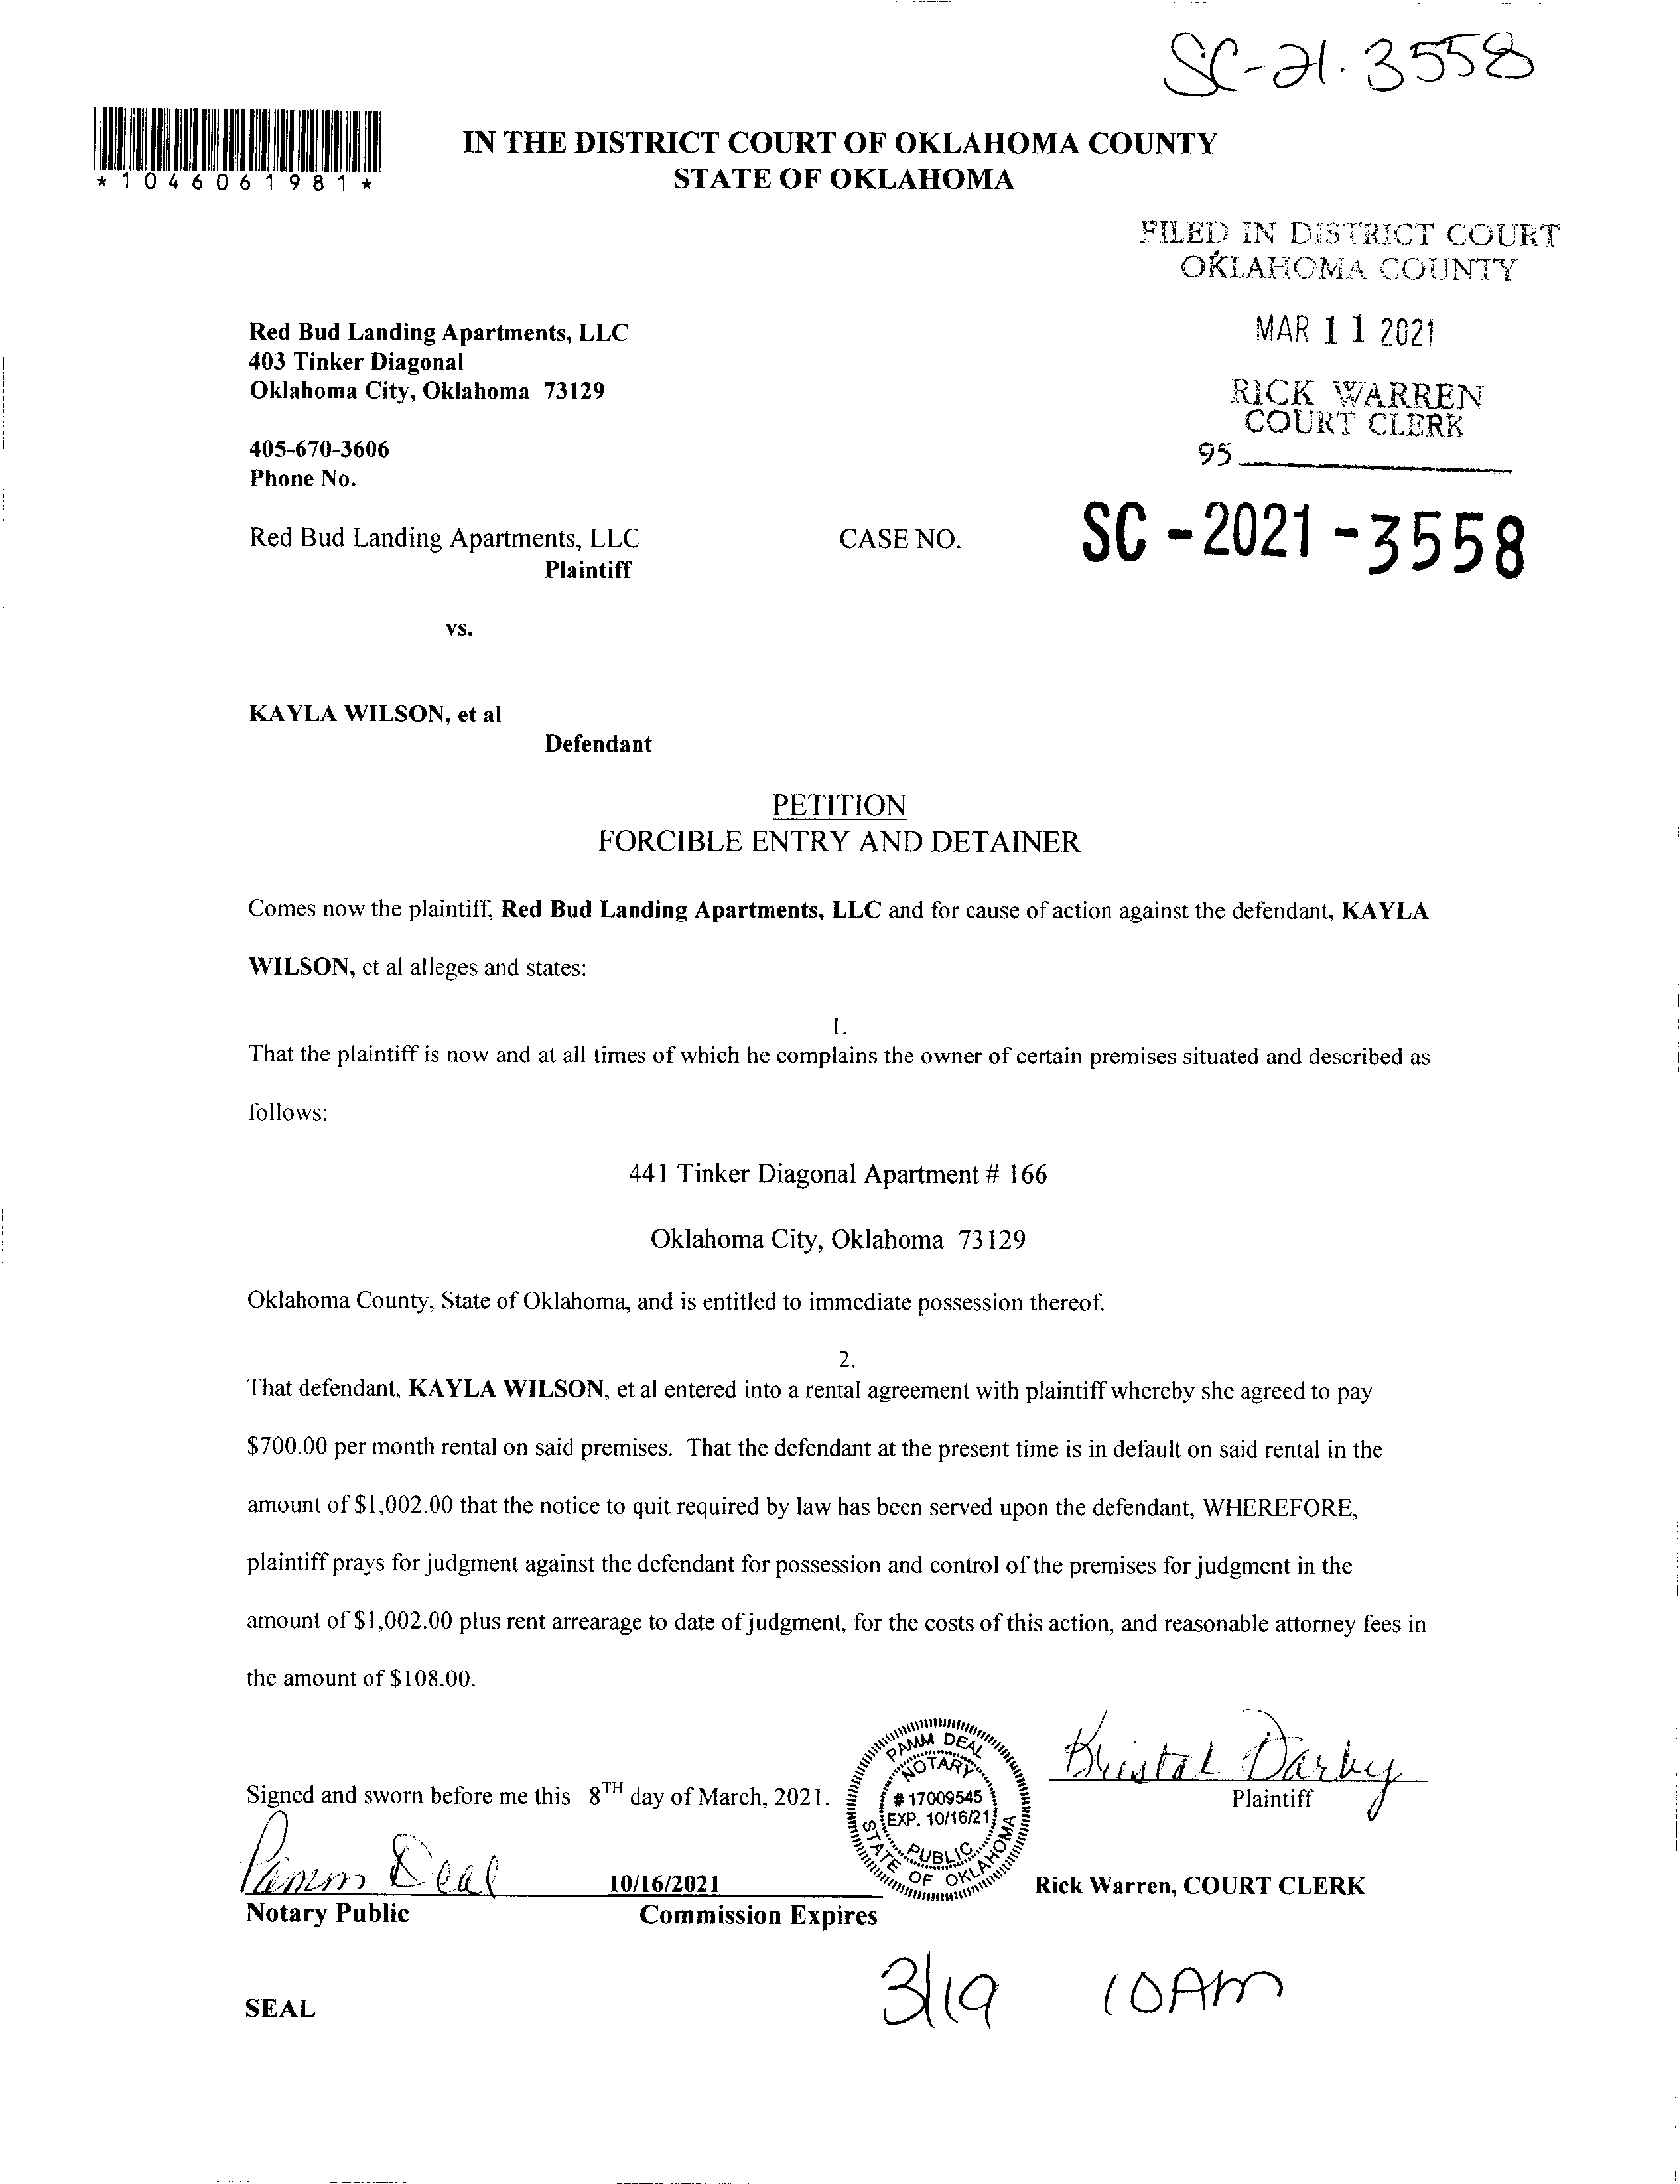 SC-21-3558
*1046061981*
IN THE DISTRICT COURT OF OKLAHOMA COUNTY
STATE OF OKLAHOMA
FILED IN DISTRICT COURT
OKLAHOMA COUNTY
MAR 11 2021
RICK WARREN
COURT CLERK
95
Red Bud Landing Apartments, LLC
403 Tinker Diagonal
Oklahoma City, Oklahoma 73129
405-670-3606
Phone No.
Red Bud Landing Apartments, LLC
Plaintiff
CASE NO.
SC - 2021 - 3558
vs.
KAYLA WILSON, et al
Defendant
PETITION
FORCIBLE ENTRY AND DETAINER
Comes now the plaintiff, Red Bud Landing Apartments, LLC and for cause of action against the defendant, KAYLA
WILSON, et al alleges and states:
1.
That the plaintiff is now and at all times of which he complains the owner of certain premises situated and described as
follows:
441 Tinker Diagonal Apartment # 166
Oklahoma City, Oklahoma 73129
Oklahoma County, State of Oklahoma, and is entitled to immediate possession thereof.
2.
That defendant, KAYLA WILSON, et al entered into a rental agreement with plaintiff whereby she agreed to pay
$700.00 per month rental on said premises. That the defendant at the present time is in default on said rental in the
amount of $1,002.00 that the notice to quit required by law has been served upon the defendant, WHEREFORE,
plaintiff prays for judgment against the defendant for possession and control of the premises for judgment in the
amount of $1,002.00 plus rent arrearage to date of judgment, for the costs of this action, and reasonable attorney fees in
the amount of $108.00.
Kristal Darby
Plaintiff
Signed and sworn before me this 8TH day of March, 2021.
PAMM DEAL
NOTARY
# 17009545
EXP. 10/16/21
PUBLIC
STATE OF OKLAHOMA
Pamm Deal
Notary Public
10/16/2021
Commission Expires
Rick Warren, COURT CLERK
3/19 10AM
SEAL